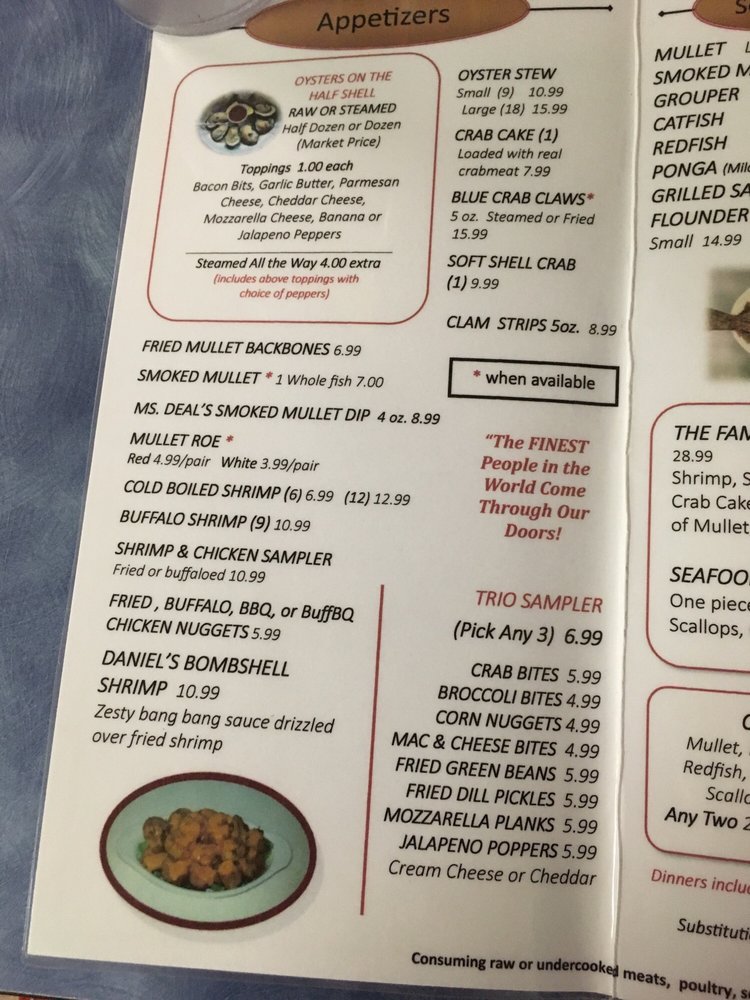 Appetizers
OYSTERS ON THE
HALF SHELL
RAW OR STEAMED
Half Dozen or Dozen
(Market Price)
Toppings 1.00 each
Bacon Bits, Garlic Butter, Parmesan
Cheese, Cheddar Cheese,
Mozzarella Cheese, Banana or
Jalapeno Peppers
Steamed All the Way 4.00 extra
(includes above toppings with
choice of peppers)
FRIED MULLET BACKBONES 6.99
SMOKED MULLET * 1 Whole fish 7.00
MS. DEAL'S SMOKED MULLET DIP 4 oz. 8.99
MULLET ROE *
Red 4.99/pair White 3.99/pair
COLD BOILED SHRIMP (6) 6.99 (12) 12.99
BUFFALO SHRIMP (9) 10.99
SHRIMP & CHICKEN SAMPLER
Fried or buffaloed 10.99
FRIED, BUFFALO, BBQ, or BuffBQ
CHICKEN NUGGETS 5.99
DANIEL'S BOMBSHELL
SHRIMP 10.99
Zesty bang bang sauce drizzled
over fried shrimp
OYSTER STEW
Small (9) 10.99
Large (18) 15.99
CRAB CAKE (1)
Loaded with real
crabmeat 7.99
BLUE CRAB CLAWS*
5 oz. Steamed or Fried
15.99
SOFT SHELL CRAB
(1) 9.99
CLAM STRIPS 5oz. 8.99
* when available
"The FINEST
People in the
World Come
Through Our
Doors!
TRIO SAMPLER
(Pick Any 3) 6.99
CRAB BITES 5.99
BROCCOLI BITES 4.99
CORN NUGGETS 4.99
MAC & CHEESE BITES 4.99
FRIED GREEN BEANS 5.99
FRIED DILL PICKLES 5.99
MOZZARELLA PLANKS 5.99
JALAPENO POPPERS 5.99
Cream Cheese or Cheddar
MULLET
SMOKED
GROUPER
CATFISH
REDFISH
PONGA
GRILLED
FLOUNDER
Small 14.99
THE
28.99
Shrimp,
Crab Cake
of Mullet
One
Scallops,
Mullet,
Redfish,
Any Two
Dinners
Consuming raw or undercooked meats, poultry,